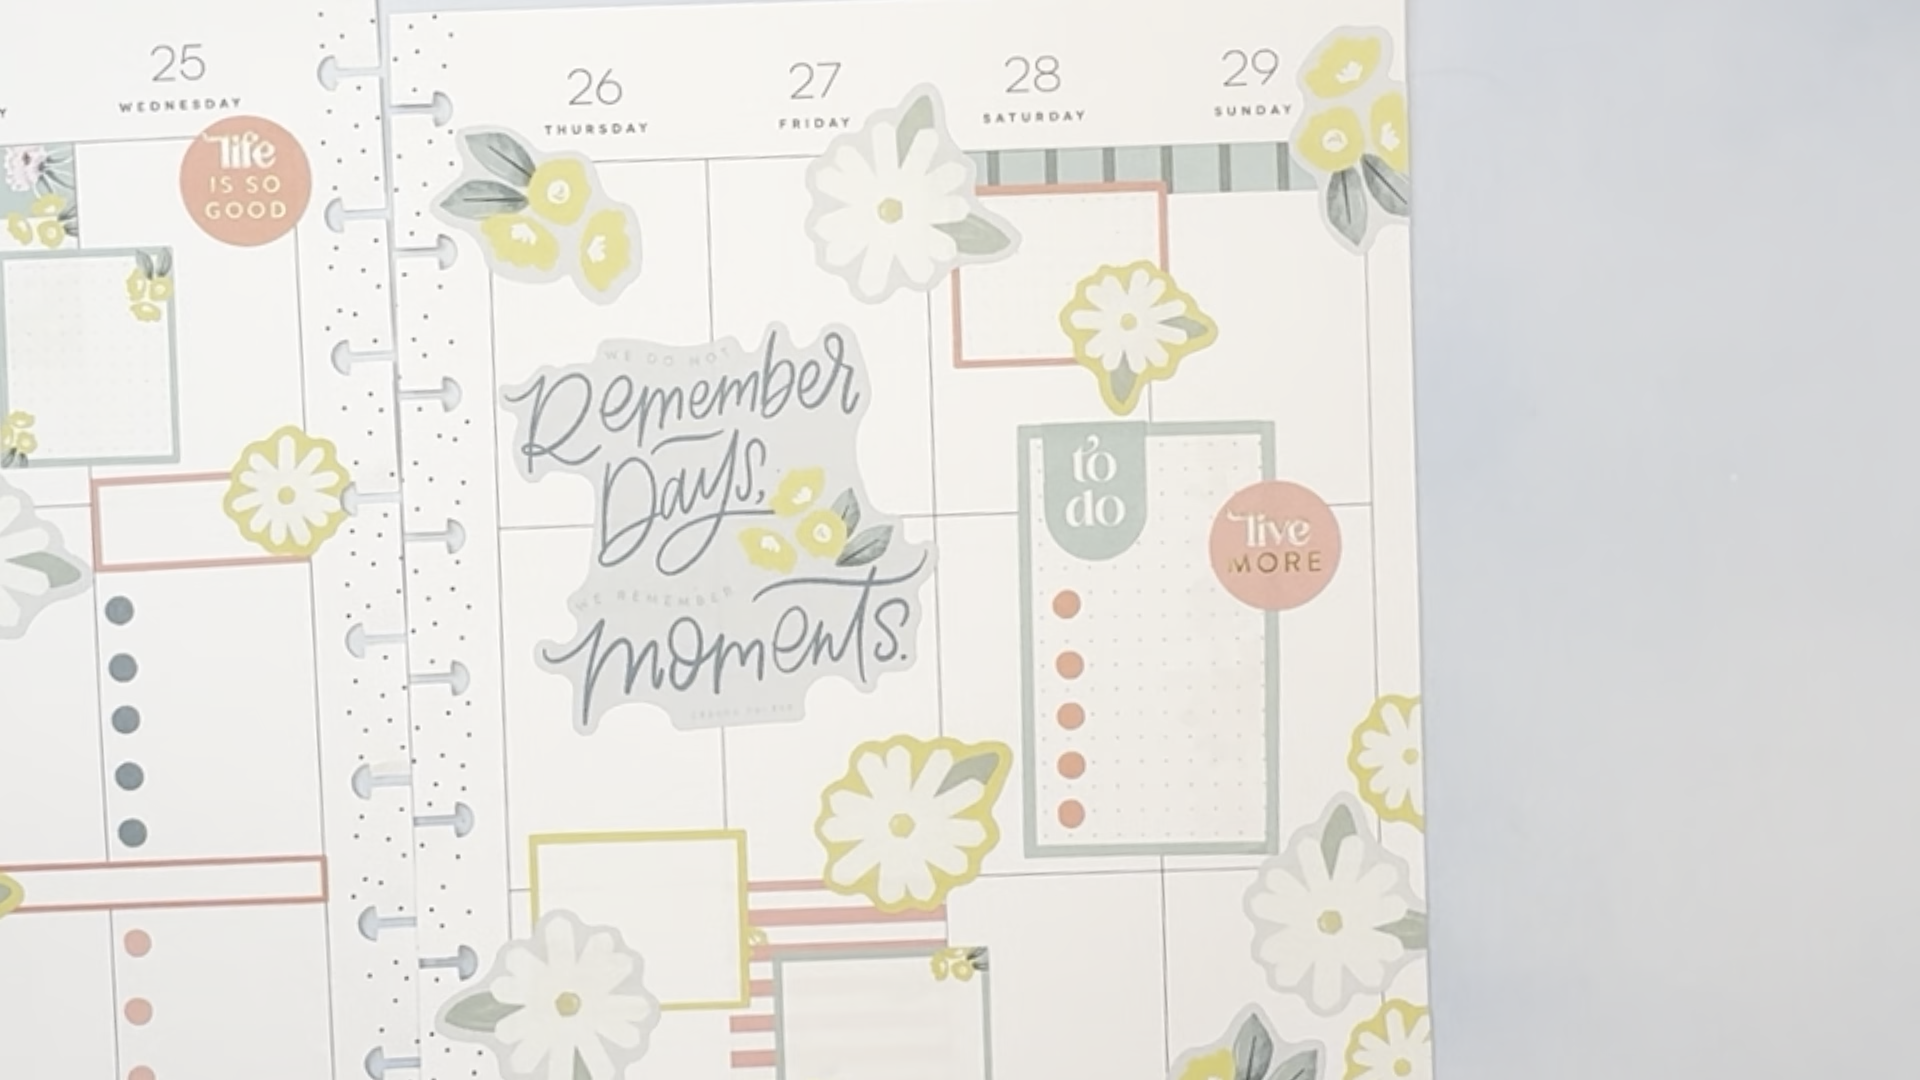 25
WEDNESDAY
life
IS SO
GOOD
26
THURSDAY
27
FRIDAY
28
SATURDAY
29
SUNDAY
WE DO NOT
Remember
Days,
WE REMEMBER
moments.
to
do
live
MORE